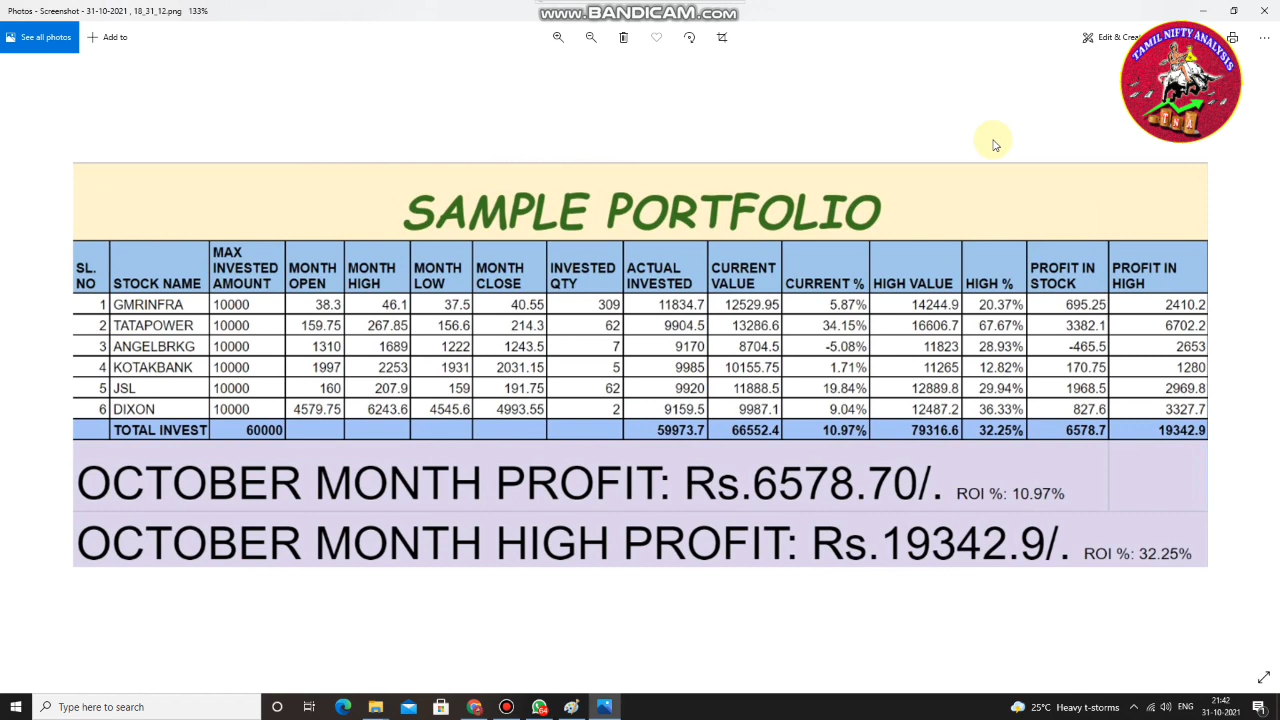 Photos - Screenshot - 31-10-2021 , 18_31_12.png   133%
www.BANDICAM.com
See all photos
Add to
Edit & Crea
TAMIL NIFTY ANALYSIS
T N A
SAMPLE PORTFOLIO
SL. NO STOCK NAME MAX INVESTED AMOUNT MONTH OPEN MONTH HIGH MONTH LOW MONTH CLOSE INVESTED QTY ACTUAL INVESTED CURRENT VALUE CURRENT % HIGH VALUE HIGH % PROFIT IN STOCK PROFIT IN HIGH
1 GMRINFRA 10000 38.3 46.1 37.5 40.55 309 11834.7 12529.95 5.87% 14244.9 20.37% 695.25 2410.2
2 TATAPOWER 10000 159.75 267.85 156.6 214.3 62 9904.5 13286.6 34.15% 16606.7 67.67% 3382.1 6702.2
3 ANGELBRKG 10000 1310 1689 1222 1243.5 7 9170 8704.5 -5.08% 11823 28.93% -465.5 2653
4 KOTAKBANK 10000 1997 2253 1931 2031.15 5 9985 10155.75 1.71% 11265 12.82% 170.75 1280
5 JSL 10000 160 207.9 159 191.75 62 9920 11888.5 19.84% 12889.8 29.94% 1968.5 2969.8
6 DIXON 10000 4579.75 6243.6 4545.6 4993.55 2 9159.5 9987.1 9.04% 12487.2 36.33% 827.6 3327.7
TOTAL INVEST 60000 59973.7 66552.4 10.97% 79316.6 32.25% 6578.7 19342.9
OCTOBER MONTH PROFIT: Rs.6578.70/. ROI %: 10.97%
OCTOBER MONTH HIGH PROFIT: Rs.19342.9/. ROI %: 32.25%
Type here to search
64
25°C Heavy t-storms
ENG
21:42
31-10-2021
1